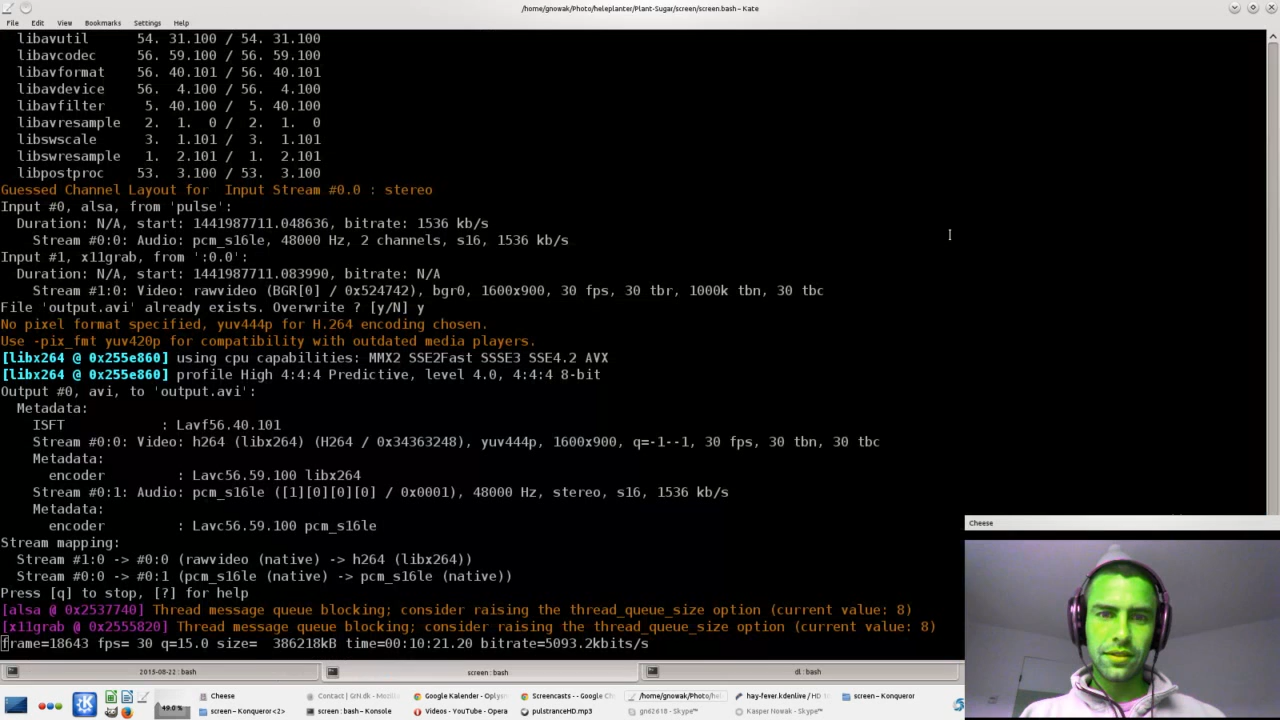 /home/gnowak/Photo/heleplanter/Plant-Sugar/screen/screen.bash – Kate
File Edit View Bookmarks Settings Help
libavutil 54. 31.100 / 54. 31.100
libavcodec 56. 59.100 / 56. 59.100
libavformat 56. 40.101 / 56. 40.101
libavdevice 56. 4.100 / 56. 4.100
libavfilter 5. 40.100 / 5. 40.100
libavresample 2. 1. 0 / 2. 1. 0
libswscale 3. 1.101 / 3. 1.101
libswresample 1. 2.101 / 1. 2.101
libpostproc 53. 3.100 / 53. 3.100
Guessed Channel Layout for Input Stream #0.0 : stereo
Input #0, alsa, from 'pulse':
Duration: N/A, start: 1441987711.048636, bitrate: 1536 kb/s
Stream #0:0: Audio: pcm_s16le, 48000 Hz, 2 channels, s16, 1536 kb/s
Input #1, x11grab, from ':0.0':
Duration: N/A, start: 1441987711.083990, bitrate: N/A
Stream #1:0: Video: rawvideo (BGR[0] / 0x524742), bgr0, 1600x900, 30 fps, 30 tbr, 1000k tbn, 30 tbc
File 'output.avi' already exists. Overwrite ? [y/N] y
No pixel format specified, yuv444p for H.264 encoding chosen.
Use -pix_fmt yuv420p for compatibility with outdated media players.
[libx264 @ 0x255e860] using cpu capabilities: MMX2 SSE2Fast SSSE3 SSE4.2 AVX
[libx264 @ 0x255e860] profile High 4:4:4 Predictive, level 4.0, 4:4:4 8-bit
Output #0, avi, to 'output.avi':
Metadata:
ISFT : Lavf56.40.101
Stream #0:0: Video: h264 (libx264) (H264 / 0x34363248), yuv444p, 1600x900, q=-1--1, 30 fps, 30 tbn, 30 tbc
Metadata:
encoder : Lavc56.59.100 libx264
Stream #0:1: Audio: pcm_s16le ([1][0][0][0] / 0x0001), 48000 Hz, stereo, s16, 1536 kb/s
Metadata:
encoder : Lavc56.59.100 pcm_s16le
Stream mapping:
Stream #1:0 -> #0:0 (rawvideo (native) -> h264 (libx264))
Stream #0:0 -> #0:1 (pcm_s16le (native) -> pcm_s16le (native))
Press [q] to stop, [?] for help
[alsa @ 0x2537740] Thread message queue blocking; consider raising the thread_queue_size option (current value: 8)
[x11grab @ 0x2555820] Thread message queue blocking; consider raising the thread_queue_size option (current value: 8)
frame=18643 fps= 30 q=15.0 size= 386218kB time=00:10:21.20 bitrate=5093.2kbits/s
Cheese
2015-08-22 : bash
screen : bash
dl : bash
Cheese
Contact | GrN.dk - Mozilla
Google Kalender - Oplysn
Screencasts – Google Chr
/home/gnowak/Photo/hel
hay-fever.kdenlive / HD 10
screen – Konqueror
49.0 %
screen – Konqueror <2>
screen : bash – Konsole
Videos - YouTube - Opera
pulstranceHD.mp3
gn62618 - Skype™
Kasper Nowak - Skype™